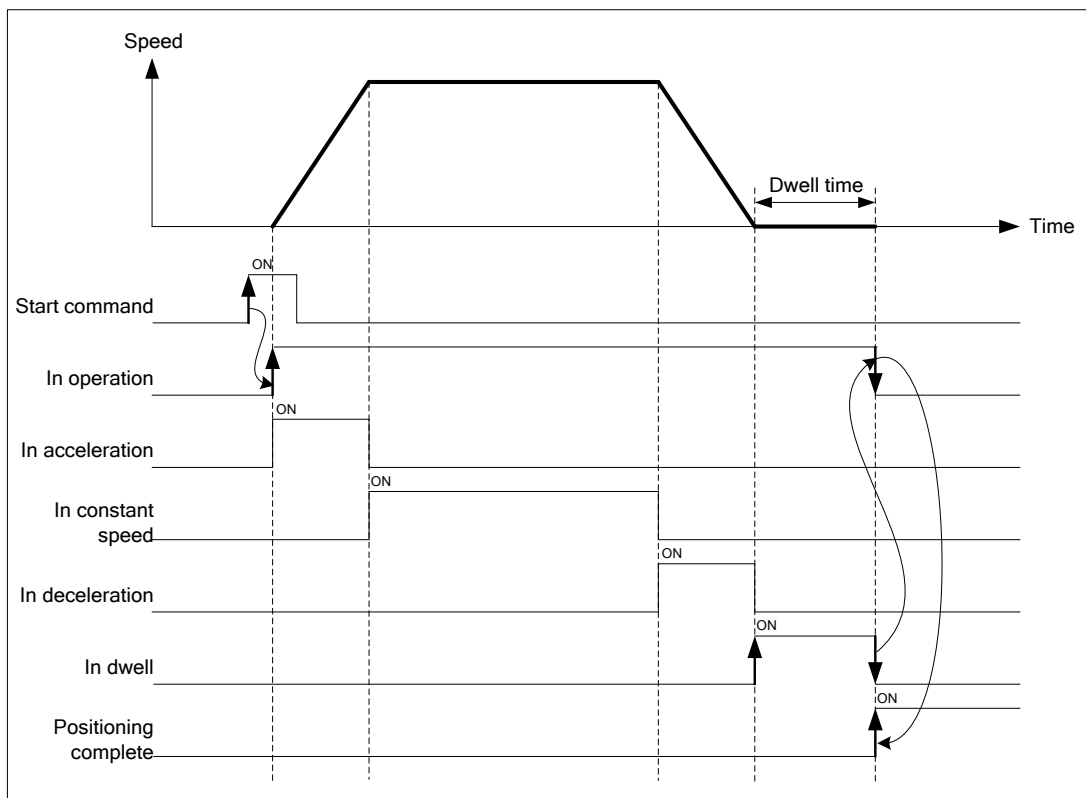 Speed
Dwell time
Time
ON
Start command
In operation
ON
In acceleration
ON
In constant
speed
ON
In deceleration
ON
In dwell
ON
Positioning
complete